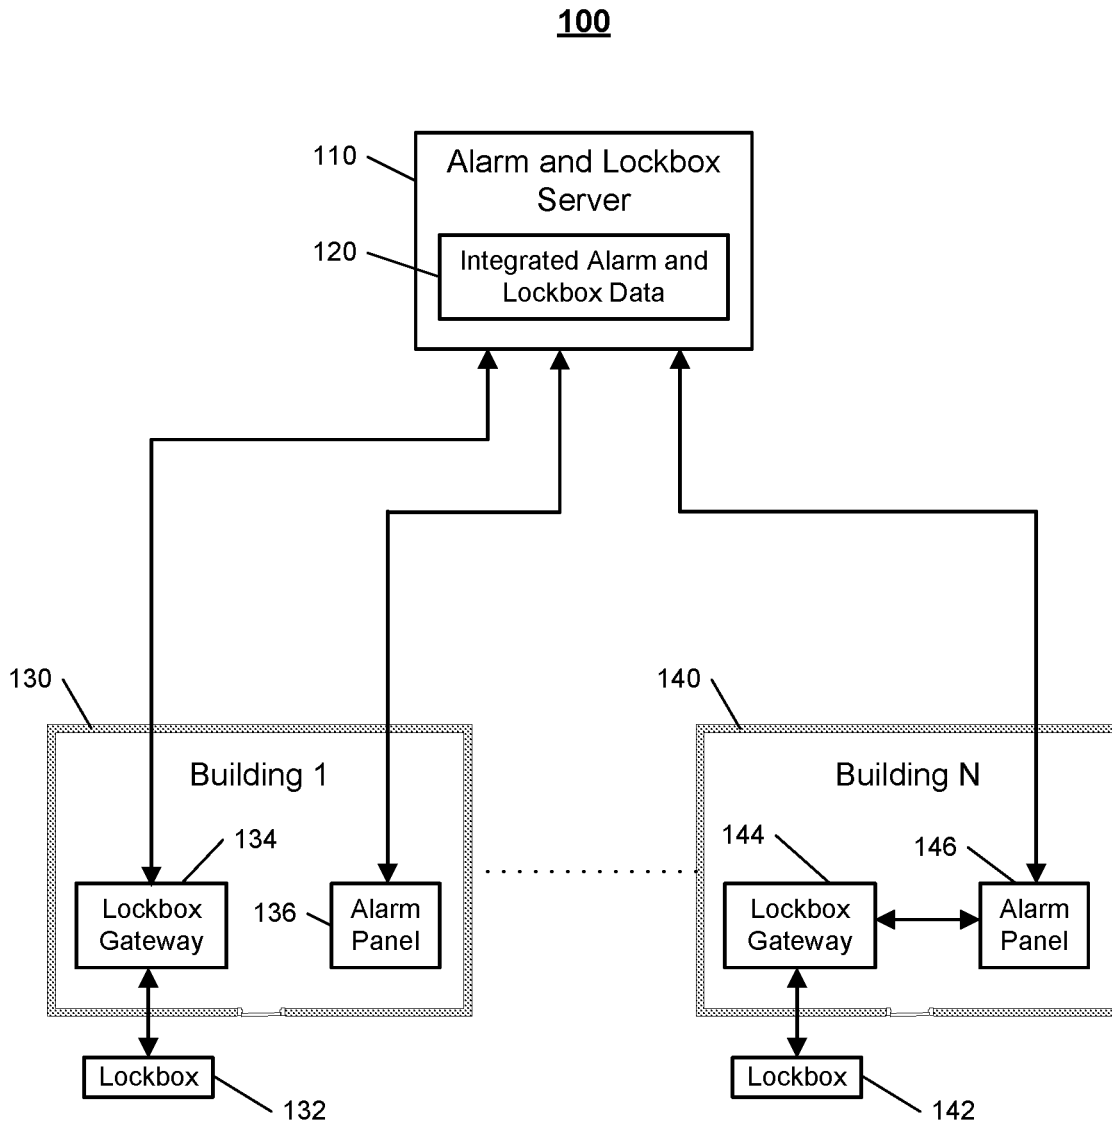 100
110
Alarm and Lockbox
Server
120
Integrated Alarm and
Lockbox Data
130
140
Building 1
Building N
134
144
146
Lockbox
Gateway
136
Alarm
Panel
Lockbox
Gateway
Alarm
Panel
Lockbox
132
Lockbox
142